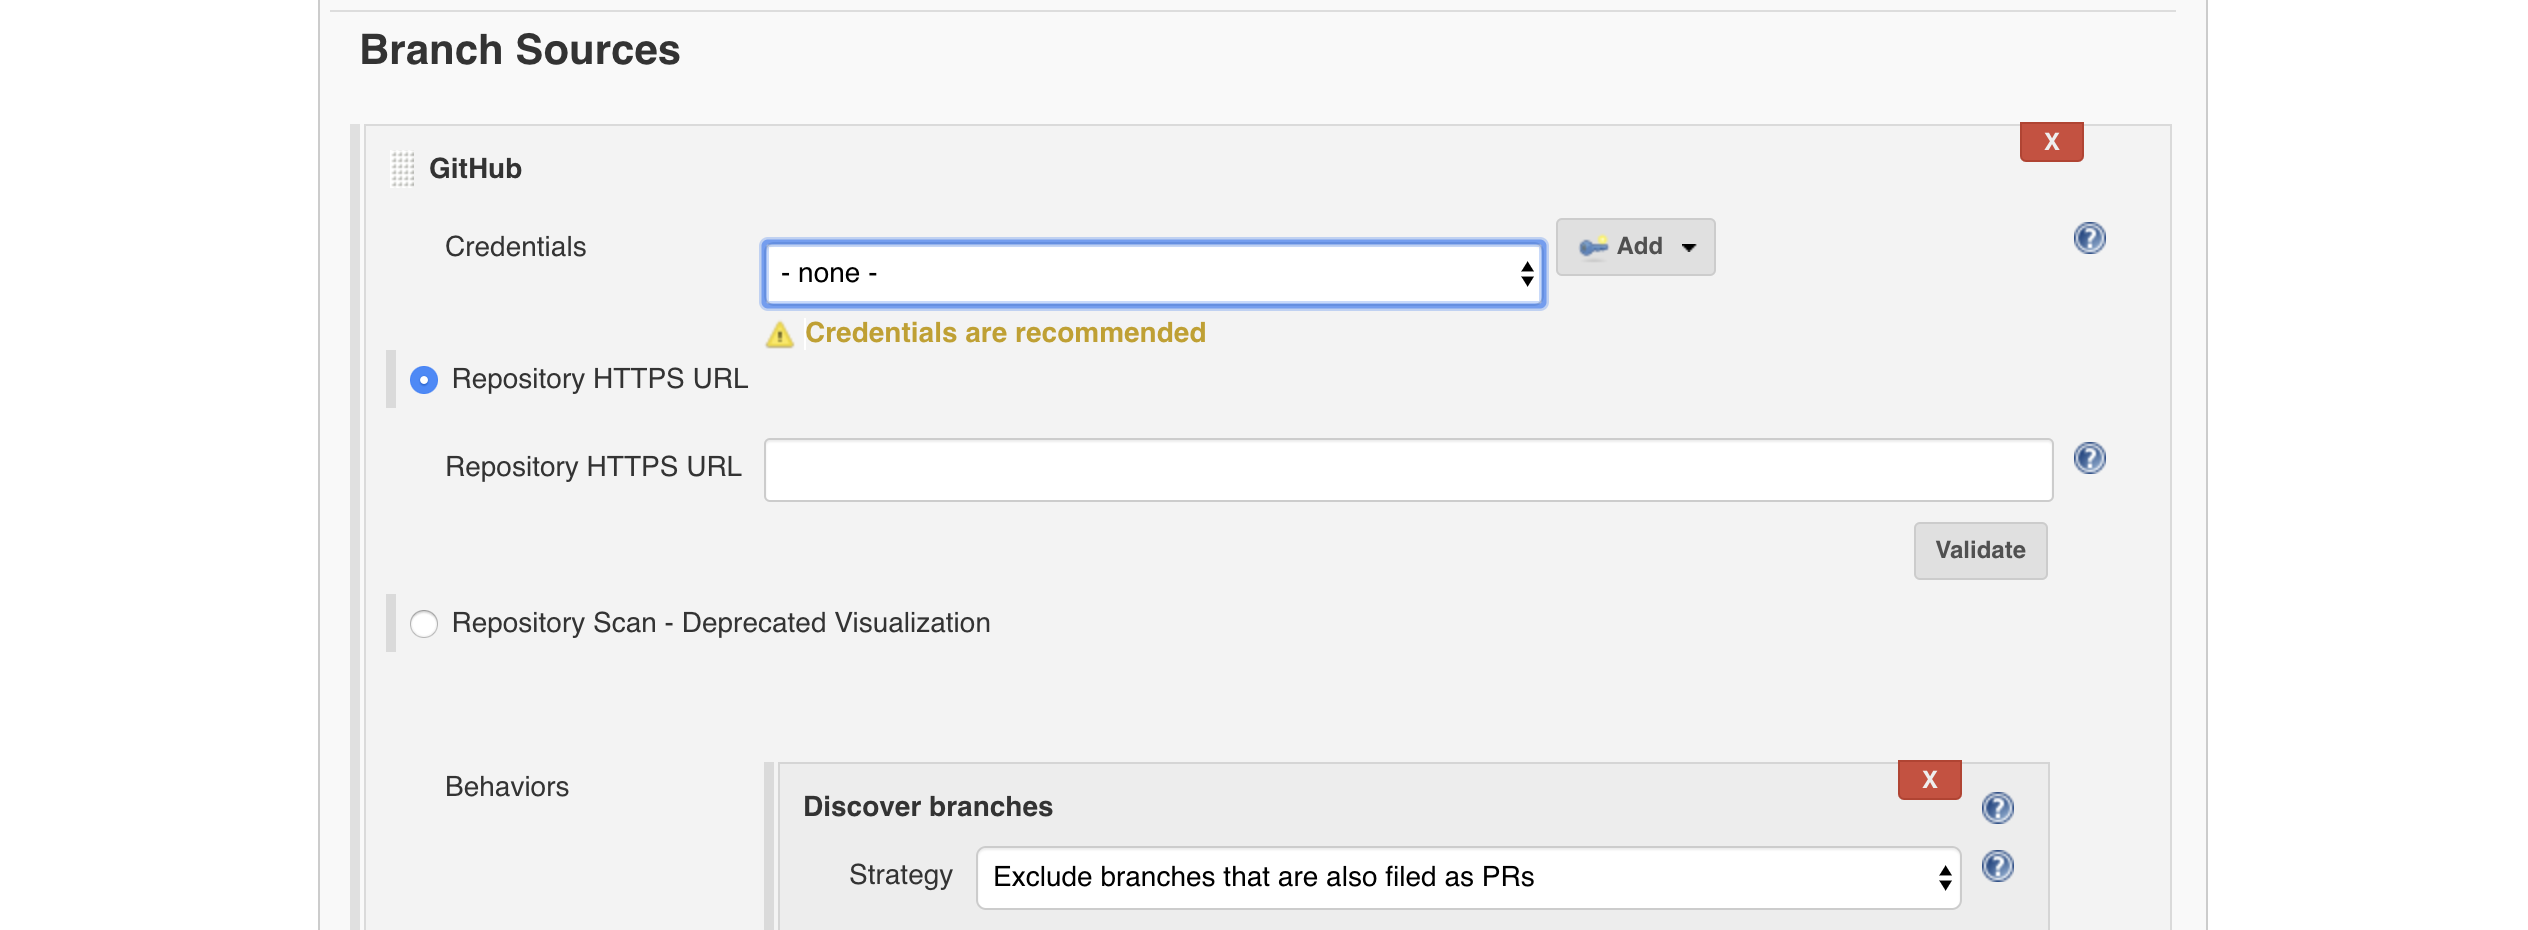 Branch Sources
X
GitHub
Credentials
- none -
Add
?
Credentials are recommended
Repository HTTPS URL
Repository HTTPS URL
?
Validate
Repository Scan - Deprecated Visualization
Behaviors
X
Discover branches
?
Strategy
Exclude branches that are also filed as PRs
?